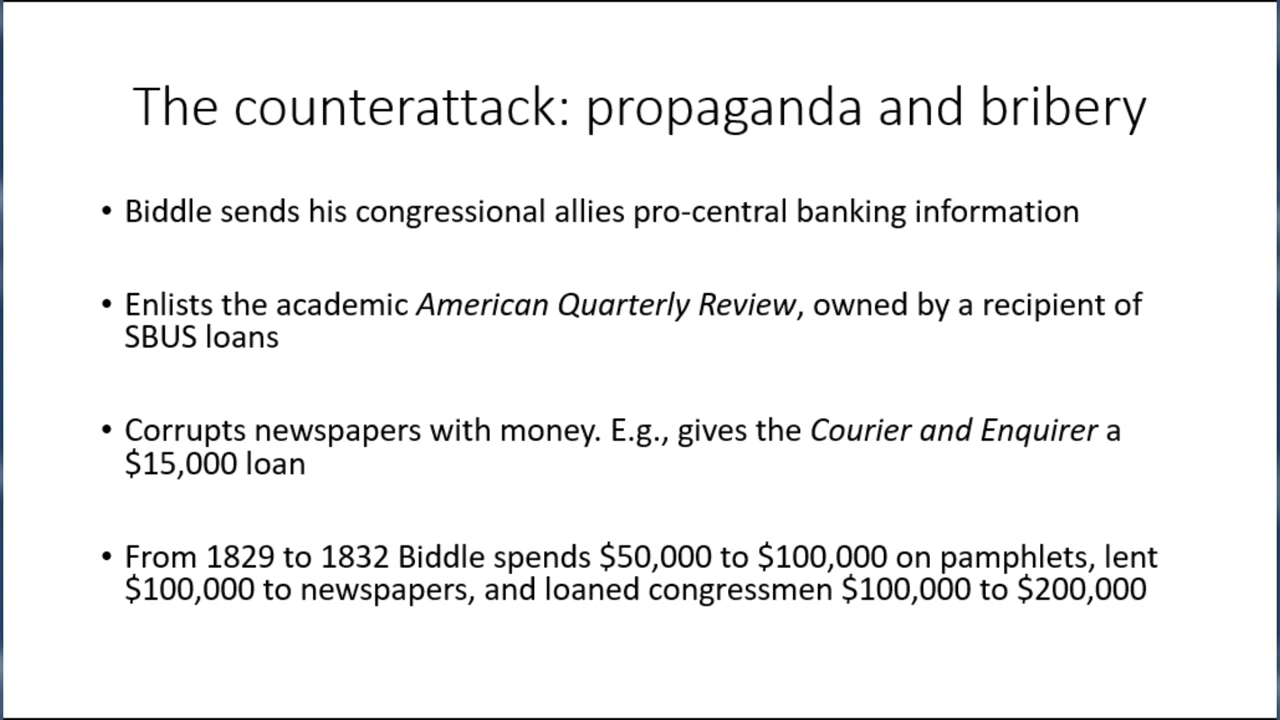 The counterattack: propaganda and bribery
• Biddle sends his congressional allies pro-central banking information
• Enlists the academic American Quarterly Review, owned by a recipient of
SBUS loans
• Corrupts newspapers with money. E.g., gives the Courier and Enquirer a
$15,000 loan
• From 1829 to 1832 Biddle spends $50,000 to $100,000 on pamphlets, lent
$100,000 to newspapers, and loaned congressmen $100,000 to $200,000